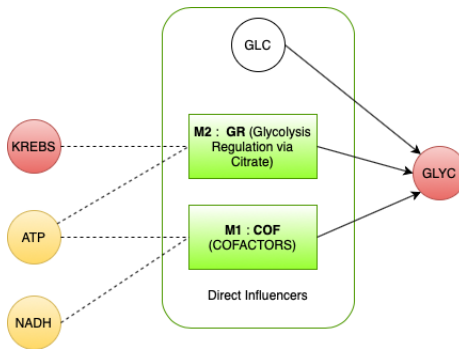 GLC
KREBS
M2 : GR (Glycolysis
Regulation via
Citrate)
GLYC
ATP
M1 : COF
(COFACTORS)
Direct Influencers
NADH